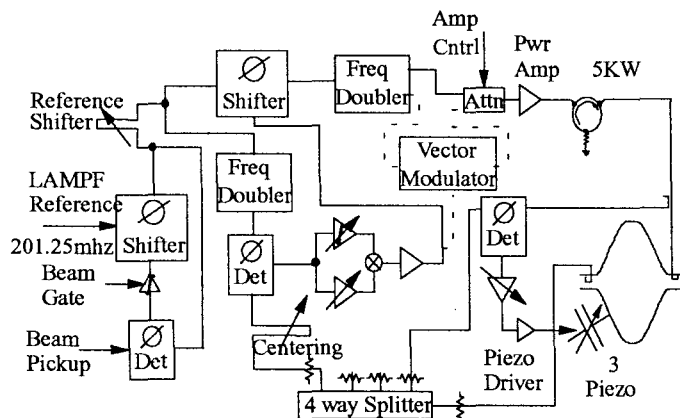 Amp
Cntrl
Pwr
Amp
5KW
Freq
Doubler
Attn
Ø
Shifter
Reference
Shifter
Freq
Doubler
Vector
Modulator
LAMPF
Reference
201.25mhz
Ø
Shifter
Ø
Det
Ø
Det
Beam
Gate
Beam
Pickup
Ø
Det
Centering
Piezo
Driver
3
Piezo
4 way Splitter